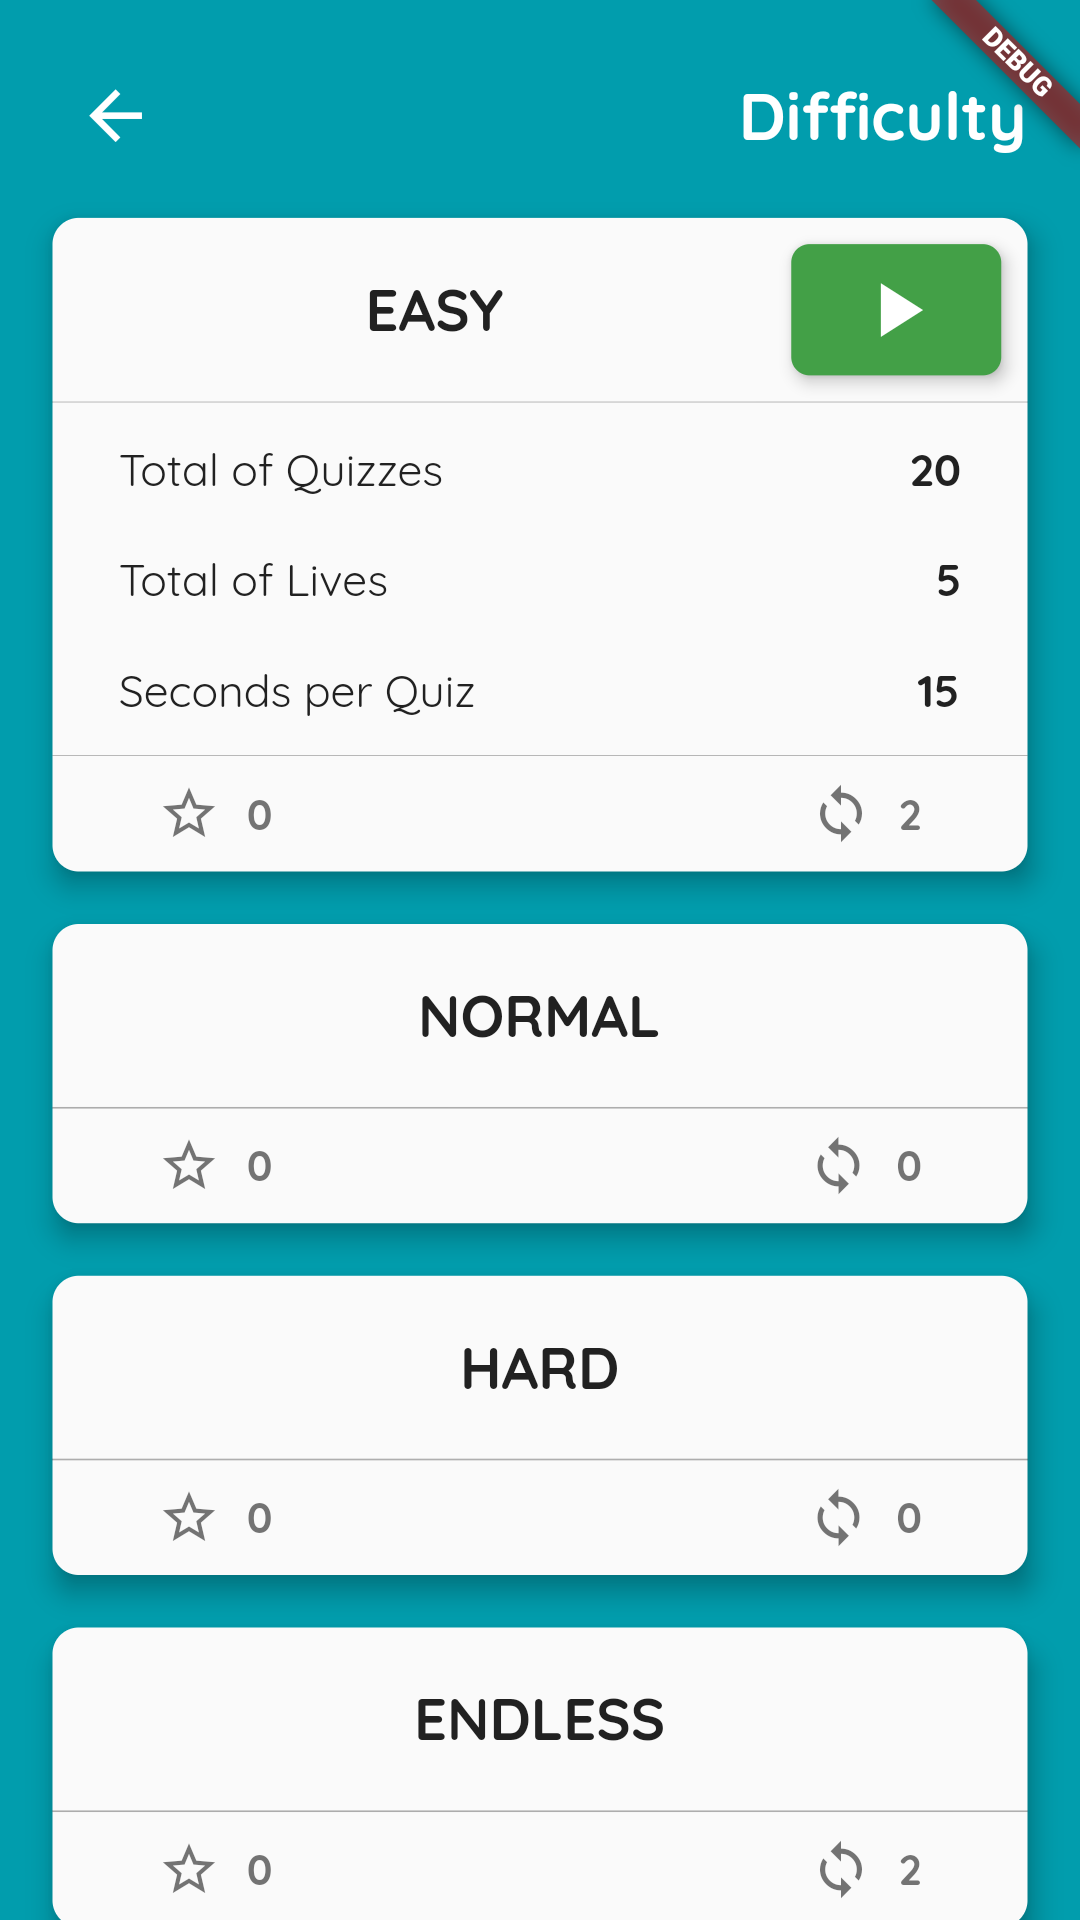 DEBUG
Difficulty
EASY
Total of Quizzes 20
Total of Lives 5
Seconds per Quiz 15
0 2
NORMAL
0 0
HARD
0 0
ENDLESS
0 2